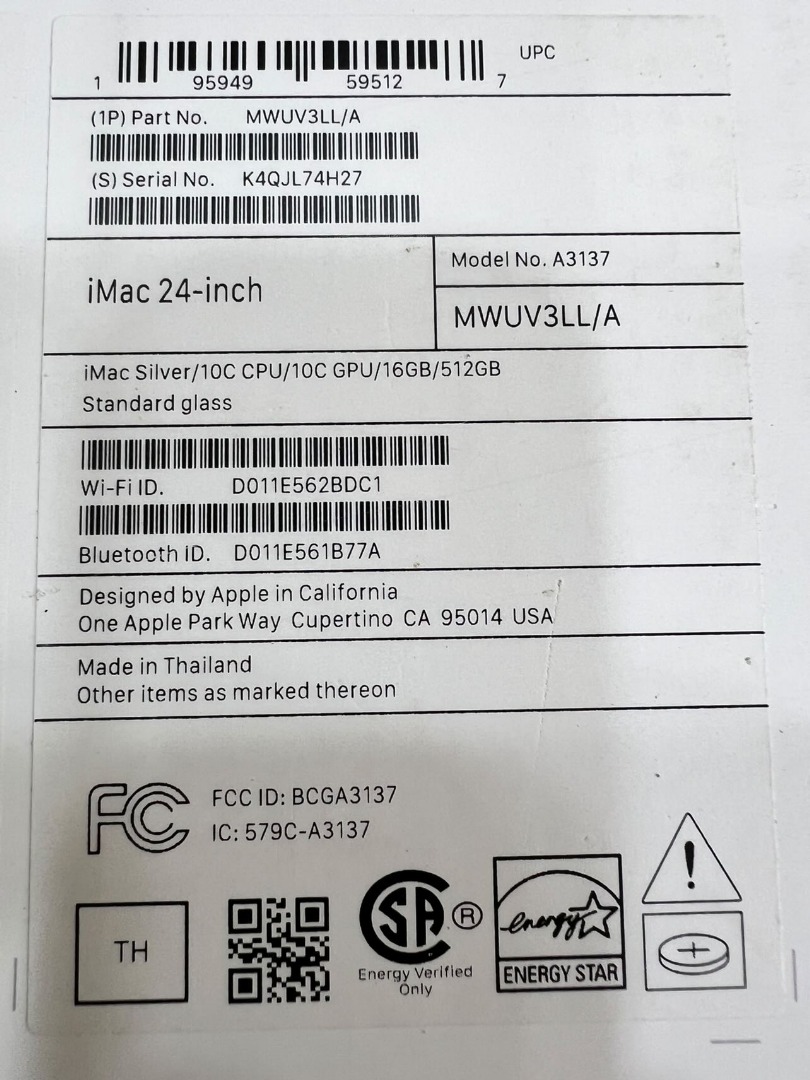 UPC
1 95949 59512 7
(1P) Part No. MWUV3LL/A
(S) Serial No. K4QJL74H27
iMac 24-inch
Model No. A3137
MWUV3LL/A
iMac Silver/10C CPU/10C GPU/16GB/512GB
Standard glass
Wi-Fi ID. D011E562BDC1
Bluetooth ID. D011E561B77A
Designed by Apple in California
One Apple Park Way Cupertino CA 95014 USA
Made in Thailand
Other items as marked thereon
FC
FCC ID: BCGA3137
IC: 579C-A3137
TH
SA ®
Energy Verified
Only
energy
ENERGY STAR
!
+